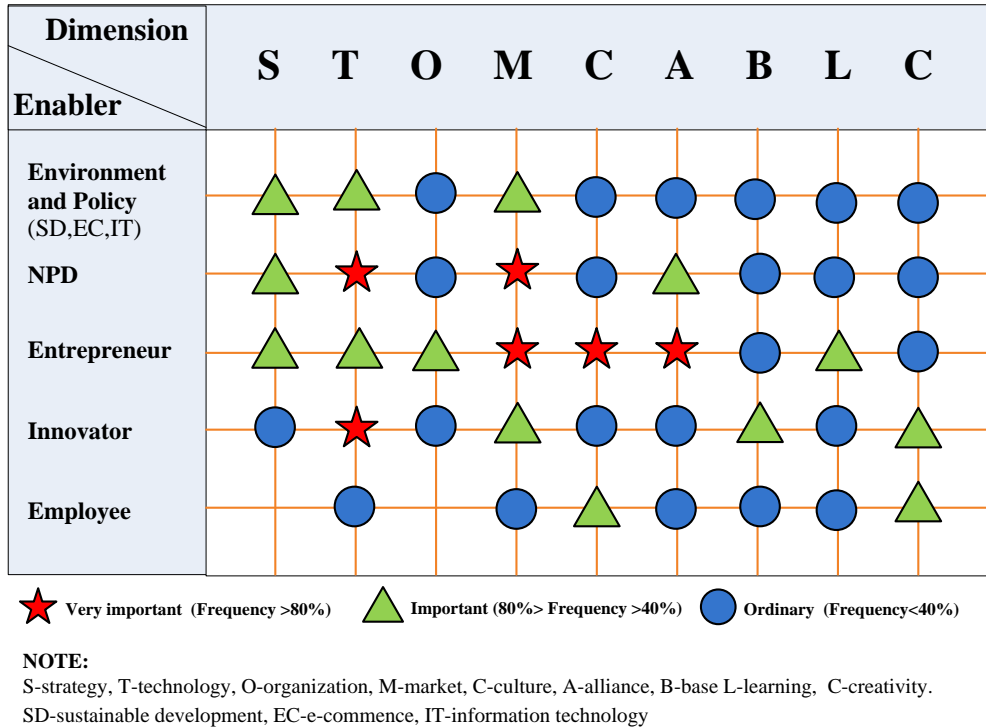 Dimension
Enabler
S T O M C A B L C
Environment
and Policy
(SD,EC,IT)
NPD
Entrepreneur
Innovator
Employee
Very important (Frequency >80%) Important (80%> Frequency >40%) Ordinary (Frequency<40%)
NOTE:
S-strategy, T-technology, O-organization, M-market, C-culture, A-alliance, B-base L-learning, C-creativity.
SD-sustainable development, EC-e-commence, IT-information technology